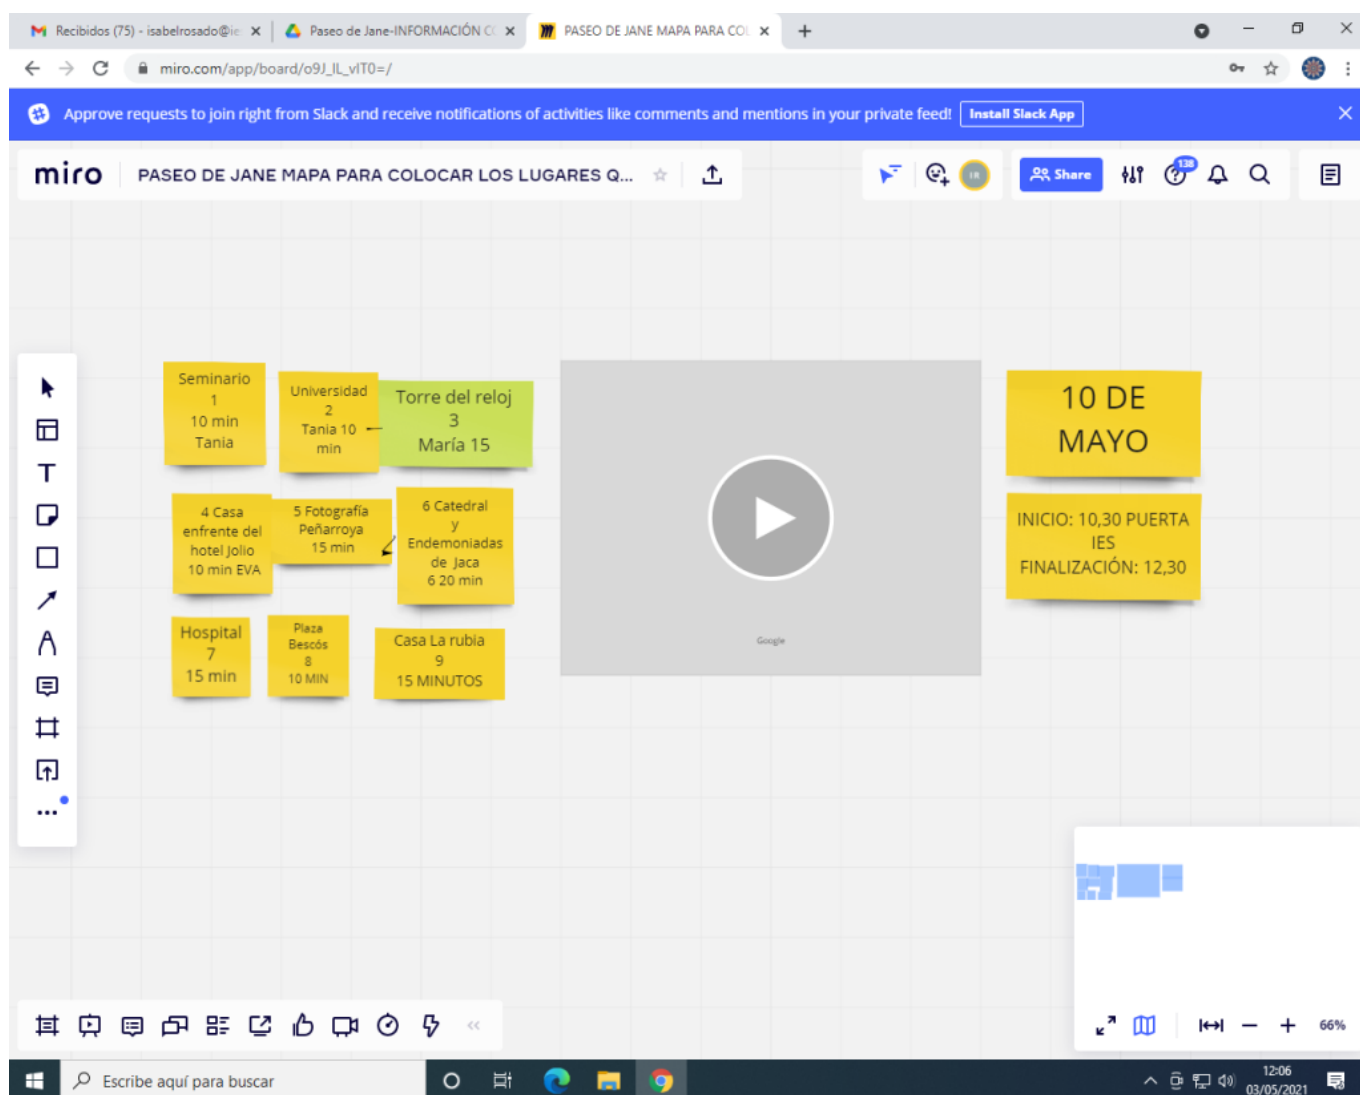 Recibidos (75) - isabelrosado@ie
Paseo de Jane-INFORMACIÓN C
PASEO DE JANE MAPA PARA COL
miro.com/app/board/o9J_lL_vIT0=/
Approve requests to join right from Slack and receive notifications of activities like comments and mentions in your private feed!
Install Slack App
miro
PASEO DE JANE MAPA PARA COLOCAR LOS LUGARES Q...
IR
Share
138
Seminario
1
10 min
Tania
Universidad
2
Tania 10
min
Torre del reloj
3
María 15
10 DE
MAYO
4 Casa
enfrente del
hotel Jolio
10 min EVA
5 Fotografía
Peñarroya
15 min
6 Catedral
y
Endemoniadas
de Jaca
6 20 min
INICIO: 10,30 PUERTA
IES
FINALIZACIÓN: 12,30
Hospital
7
15 min
Plaza
Bescós
8
10 MIN
Casa La rubia
9
15 MINUTOS
Google
66%
Escribe aquí para buscar
12:06
03/05/2021